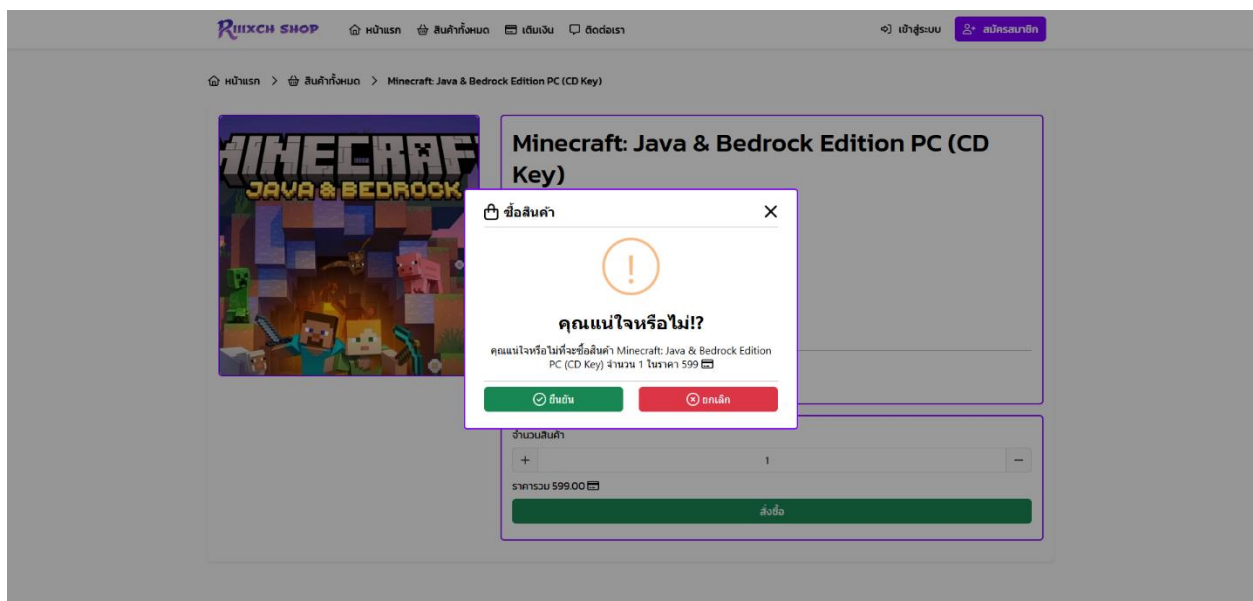 RIIIXCH SHOP
หน้าแรก สินค้าทั้งหมด เติมเงิน ติดต่อเรา
เข้าสู่ระบบ สมัครสมาชิก
หน้าแรก > สินค้าทั้งหมด > Minecraft: Java & Bedrock Edition PC (CD Key)
MINECRAF
JAVA & BEDROCK
Minecraft: Java & Bedrock Edition PC (CD
Key)
ซื้อสินค้า
คุณแน่ใจหรือไม่!?
คุณแน่ใจหรือไม่ที่จะซื้อสินค้า Minecraft: Java & Bedrock Edition
PC (CD Key) จำนวน 1 ในราคา 599
ยืนยัน ยกเลิก
จำนวนสินค้า
+ 1 −
ราคารวม 599.00
สั่งซื้อ